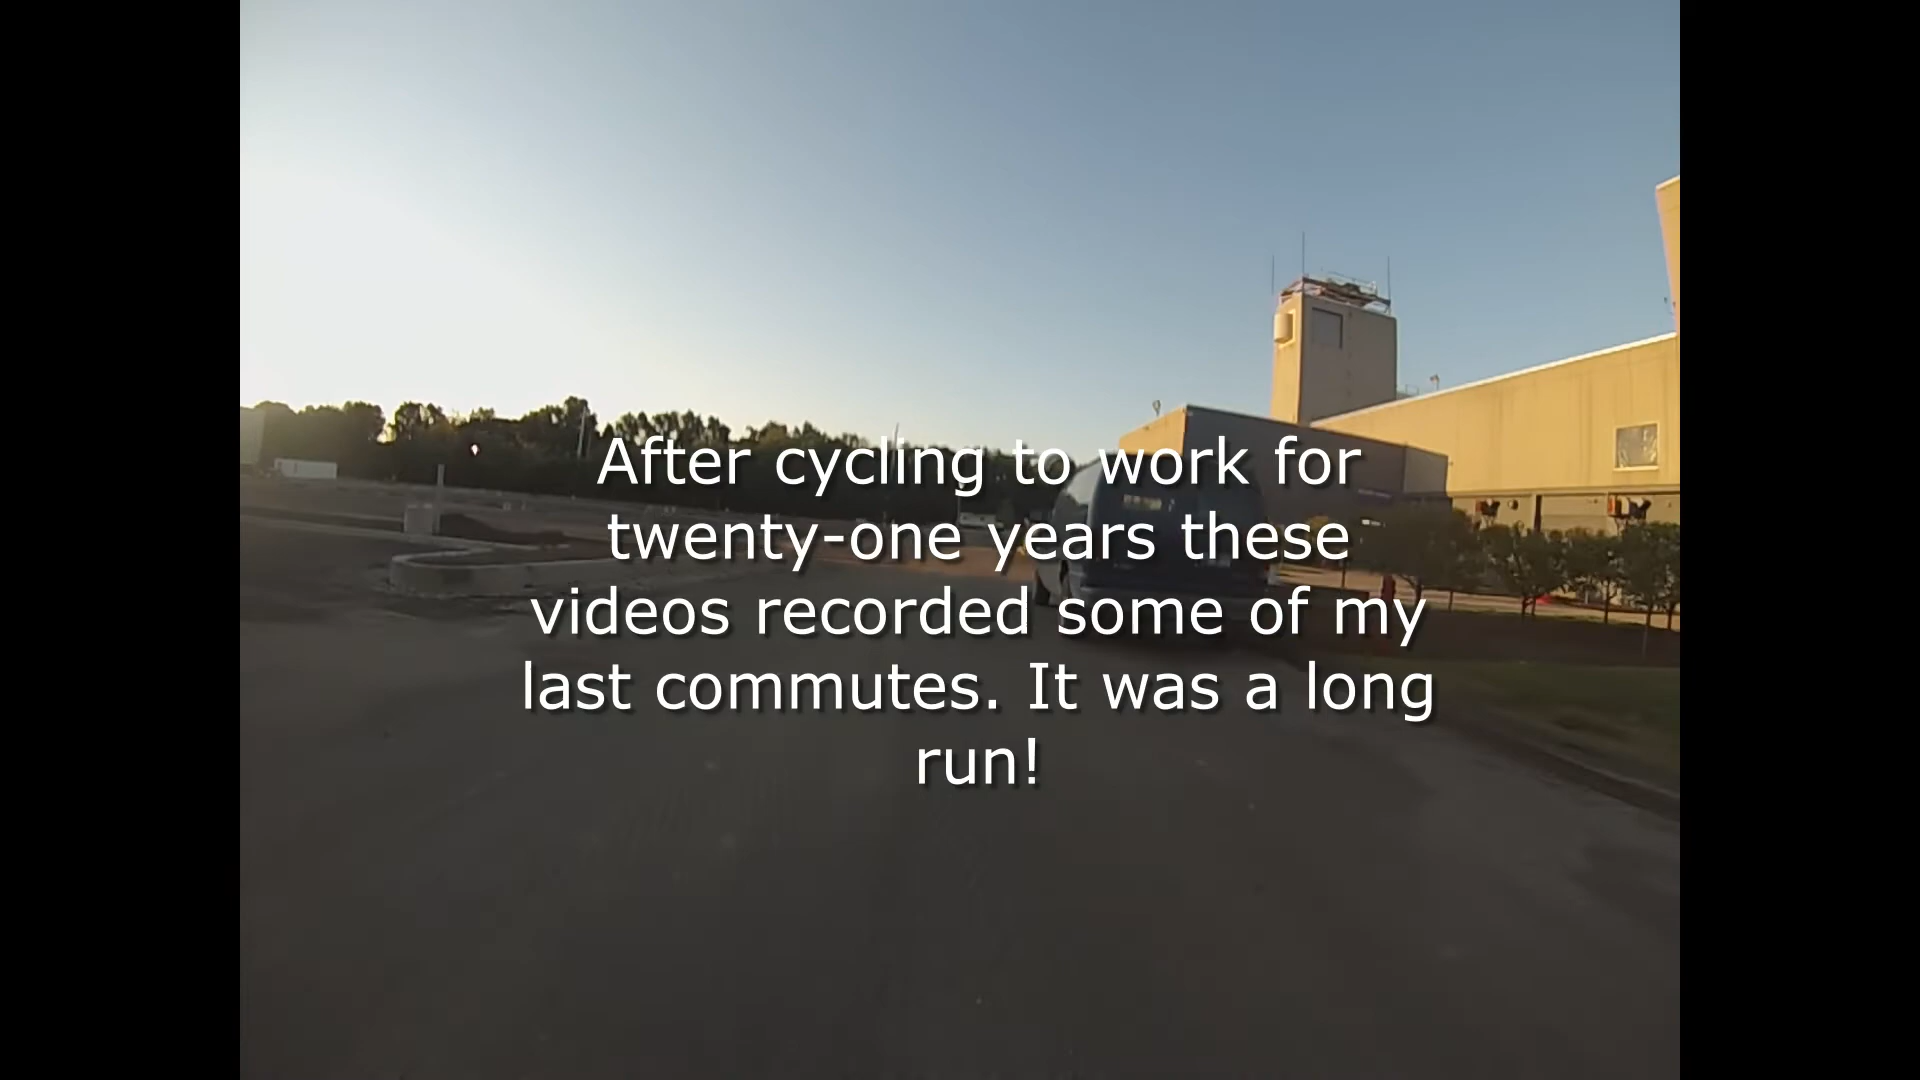 After cycling to work for
twenty-one years these
videos recorded some of my
last commutes. It was a long
run!